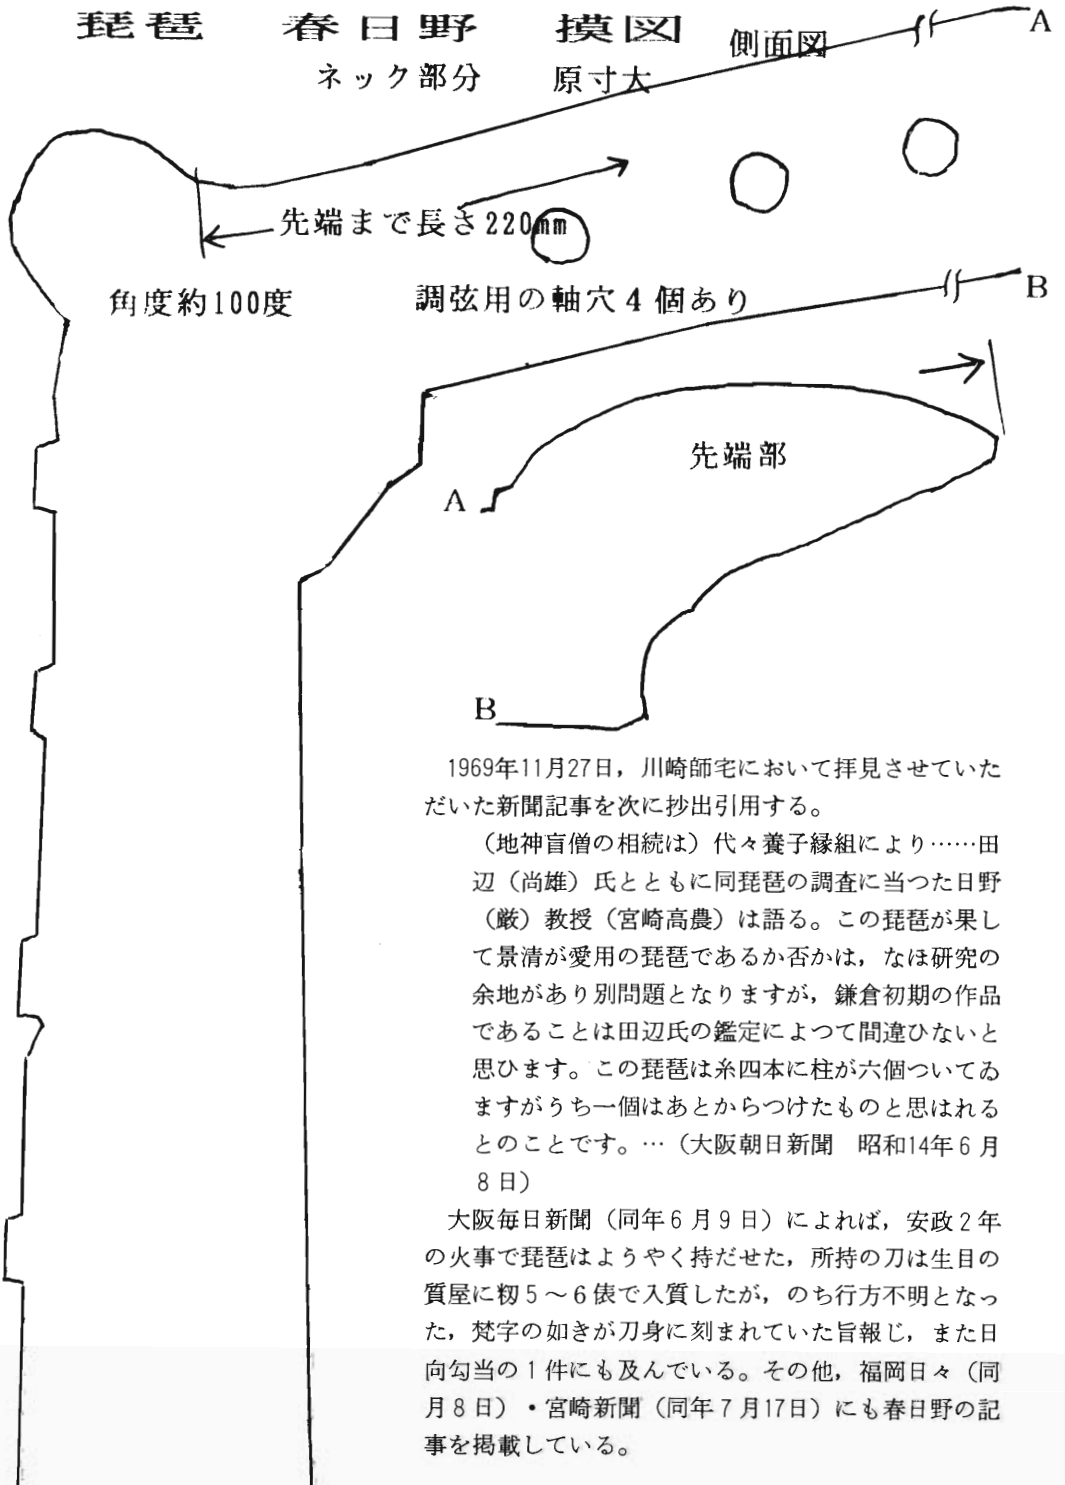 琵琶　春日野　摸図
側面図
ネック部分　原寸大
A
先端まで長さ220mm
角度約100度
調弦用の軸穴4個あり
B
先端部
A
B
1969年11月27日，川崎師宅において拝見させていた
だいた新聞記事を次に抄出引用する。
（地神盲僧の相続は）代々養子縁組により……田
辺（尚雄）氏とともに同琵琶の調査に当つた日野
（厳）教授（宮崎高農）は語る。この琵琶が果し
て景清が愛用の琵琶であるか否かは，なほ研究の
余地があり別問題となりますが，鎌倉初期の作品
であることは田辺氏の鑑定によつて間違ひないと
思ひます。この琵琶は糸四本に柱が六個ついてゐ
ますがうち一個はあとからつけたものと思はれる
とのことです。…（大阪朝日新聞　昭和14年6月
8日）
大阪毎日新聞（同年6月9日）によれば，安政2年
の火事で琵琶はようやく持だせた，所持の刀は生目の
質屋に籾5〜6俵で入質したが，のち行方不明となっ
た，梵字の如きが刀身に刻まれていた旨報じ，また日
向勾当の1件にも及んでいる。その他，福岡日々（同
月8日）・宮崎新聞（同年7月17日）にも春日野の記
事を掲載している。